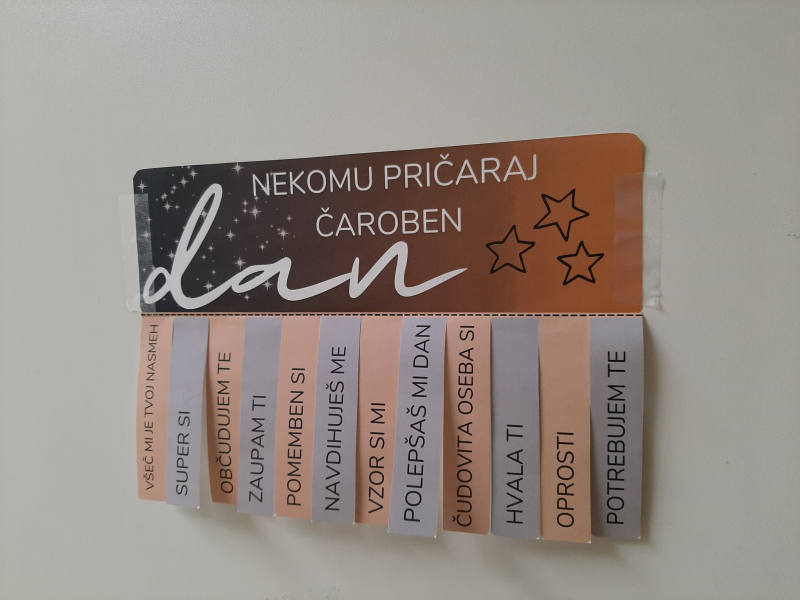 NEKOMU PRIČARAJ
ČAROBEN
dan
VŠEČ MI JE TVOJ NASMEH
SUPER SI
OBČUDUJEM TE
ZAUPAM TI
POMEMBEN SI
NAVDIHUJEŠ ME
VZOR SI MI
POLEPŠAŠ MI DAN
ČUDOVITA OSEBA SI
HVALA TI
OPROSTI
POTREBUJEM TE